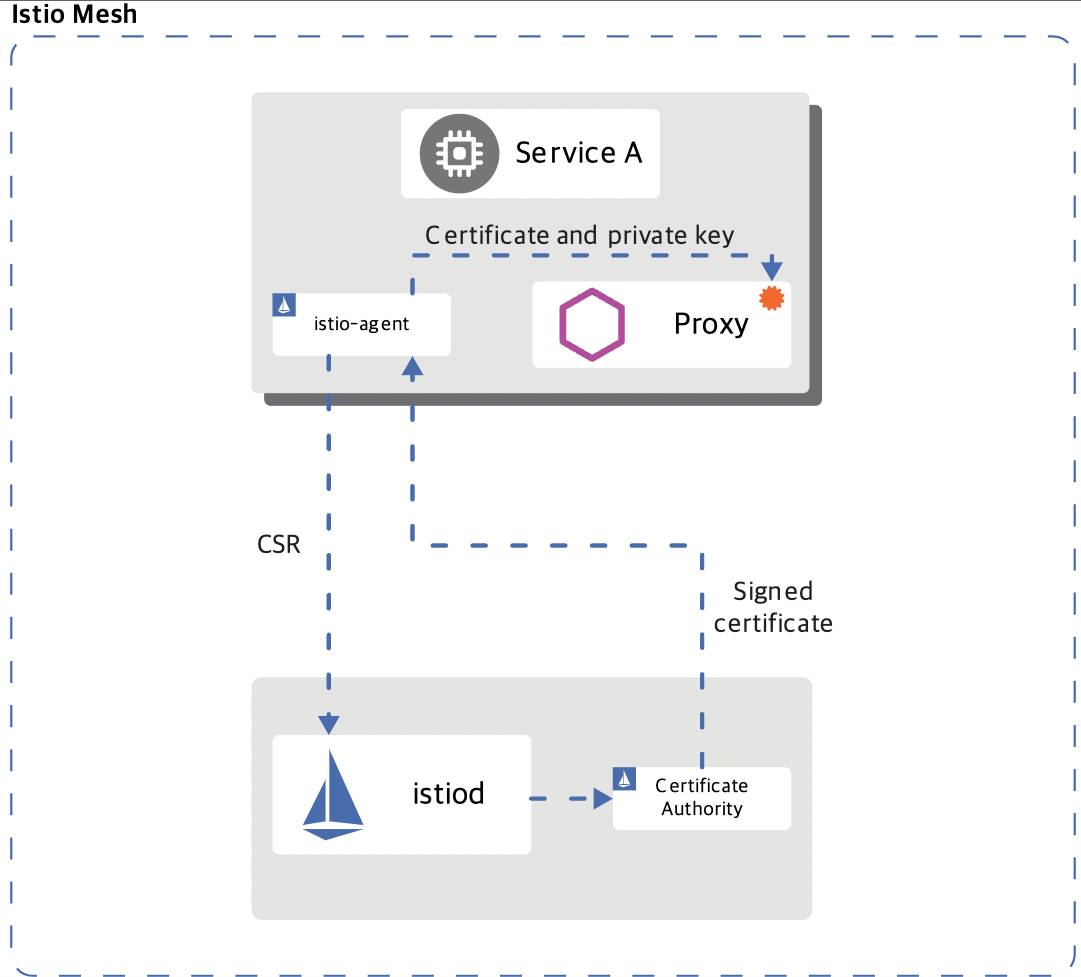 Istio Mesh
Service A
Certificate and private key
istio-agent
Proxy
CSR
Signed
certificate
istiod
Certificate
Authority